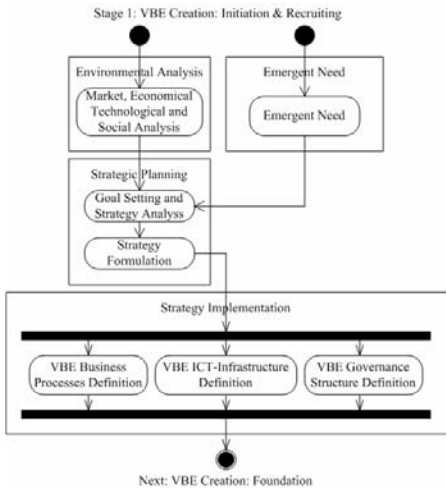 Stage 1: VBE Creation: Initiation & Recruiting
Environmental Analysis
Market, Economical
Technological and
Social Analysis
Emergent Need
Emergent Need
Strategic Planning
Goal Setting and
Strategy Analysis
Strategy
Formulation
Strategy Implementation
VBE Business
Processes Definition
VBE ICT-Infrastructure
Definition
VBE Governance
Structure Definition
Next: VBE Creation: Foundation